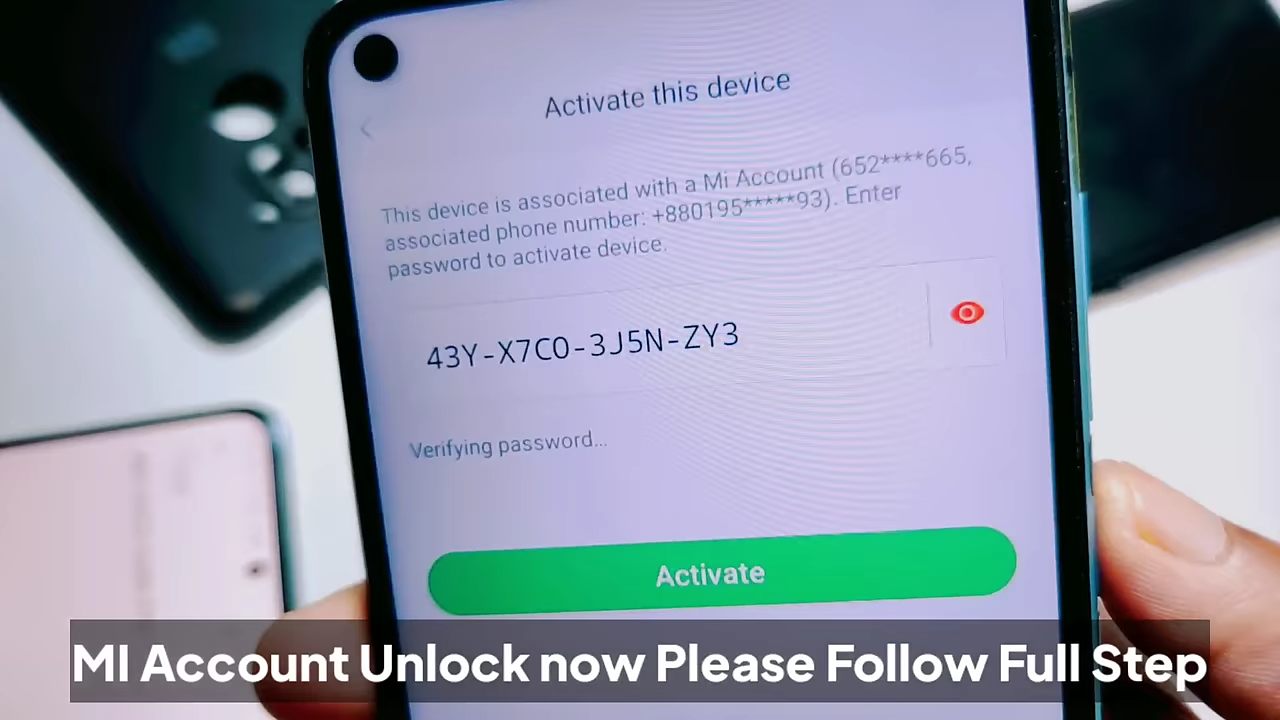 Activate this device
This device is associated with a Mi Account (652****665,
associated phone number: +880195*****93). Enter
password to activate device.
43Y-X7C0-3J5N-ZY3
Verifying password...
Activate
MI Account Unlock now Please Follow Full Step